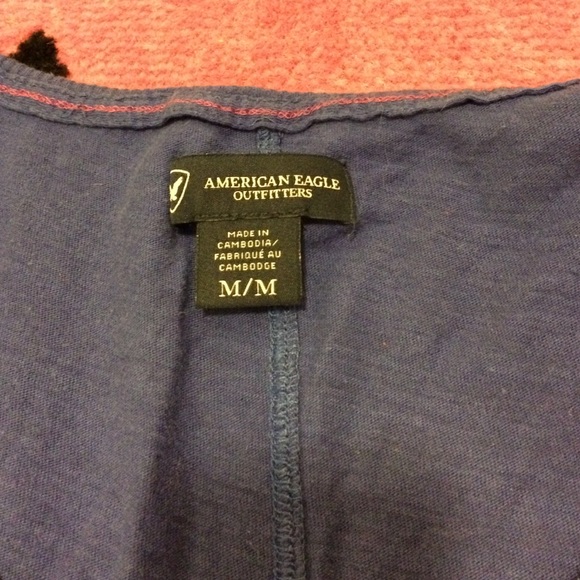 AMERICAN EAGLE
OUTFITTERS
MADE IN
CAMBODIA/
FABRIQUÉ AU
CAMBODGE
M/M